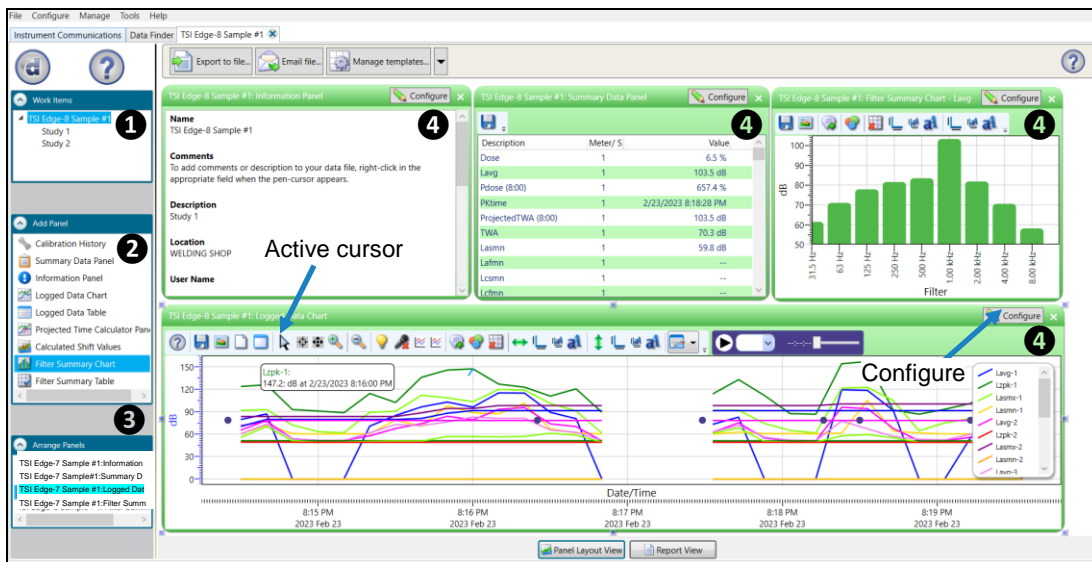 File Configure Manage Tools Help
Instrument Communications Data Finder TSI Edge-8 Sample #1
Export to file... Email file... Manage templates...
d ? ?
Work Items
TSI Edge-8 Sample #1
Study 1
Study 2
1
Add Panel
Calibration History
2
Summary Data Panel
Information Panel
Logged Data Chart
Logged Data Table
Projected Time Calculator Pane
Calculated Shift Values
Filter Summary Chart
Filter Summary Table
3
Arrange Panels
TSI Edge-7 Sample #1:Information
TSI Edge-7 Sample#1:Summary D
TSI Edge-7 Sample #1:Logged Dat
TSI Edge-7 Sample #1:Filter Summ
TSI Edge-8 Sample #1: Information Panel Configure
4
Name
TSI Edge-8 Sample #1
Comments
To add comments or description to your data file, right-click in the
appropriate field when the pen-cursor appears.
Description
Study 1
Location
WELDING SHOP
User Name
Active cursor
TSI Edge-8 Sample #1: Summary Data Panel Configure
4
Description Meter/ S Value
Dose 1 6.5 %
Lavg 1 103.5 dB
Pdose (8:00) 1 657.4 %
PKtime 1 2/23/2023 8:18:28 PM
ProjectedTWA (8:00) 1 103.5 dB
TWA 1 70.3 dB
Lasmn 1 59.8 dB
Lafmn 1 --
Lcsmn 1 --
Lcfmn 1 --
TSI Edge-8 Sample #1: Filter Summary Chart - Lavg Configure
al al
4
100
90
80
70
60
50
dB
31.5 Hz 63 Hz 125 Hz 250 Hz 500 Hz 1.00 kHz 2.00 kHz 4.00 kHz 8.00 kHz
Filter
TSI Edge-8 Sample #1: Logged Data Chart Configure
4
? al al --:--:--
Configure
150
120
90
60
30
0
dB
Lzpk-1:
147.2: dB at 2/23/2023 8:16:00 PM
Lavg-1
Lzpk-1
Lasmx-1
Lasmn-1
Lavg-2
Lzpk-2
Lasmx-2
Lasmn-2
Lavg-3
Date/Time
8:15 PM 8:16 PM 8:17 PM 8:18 PM 8:19 PM
2023 Feb 23 2023 Feb 23 2023 Feb 23 2023 Feb 23 2023 Feb 23
Panel Layout View Report View